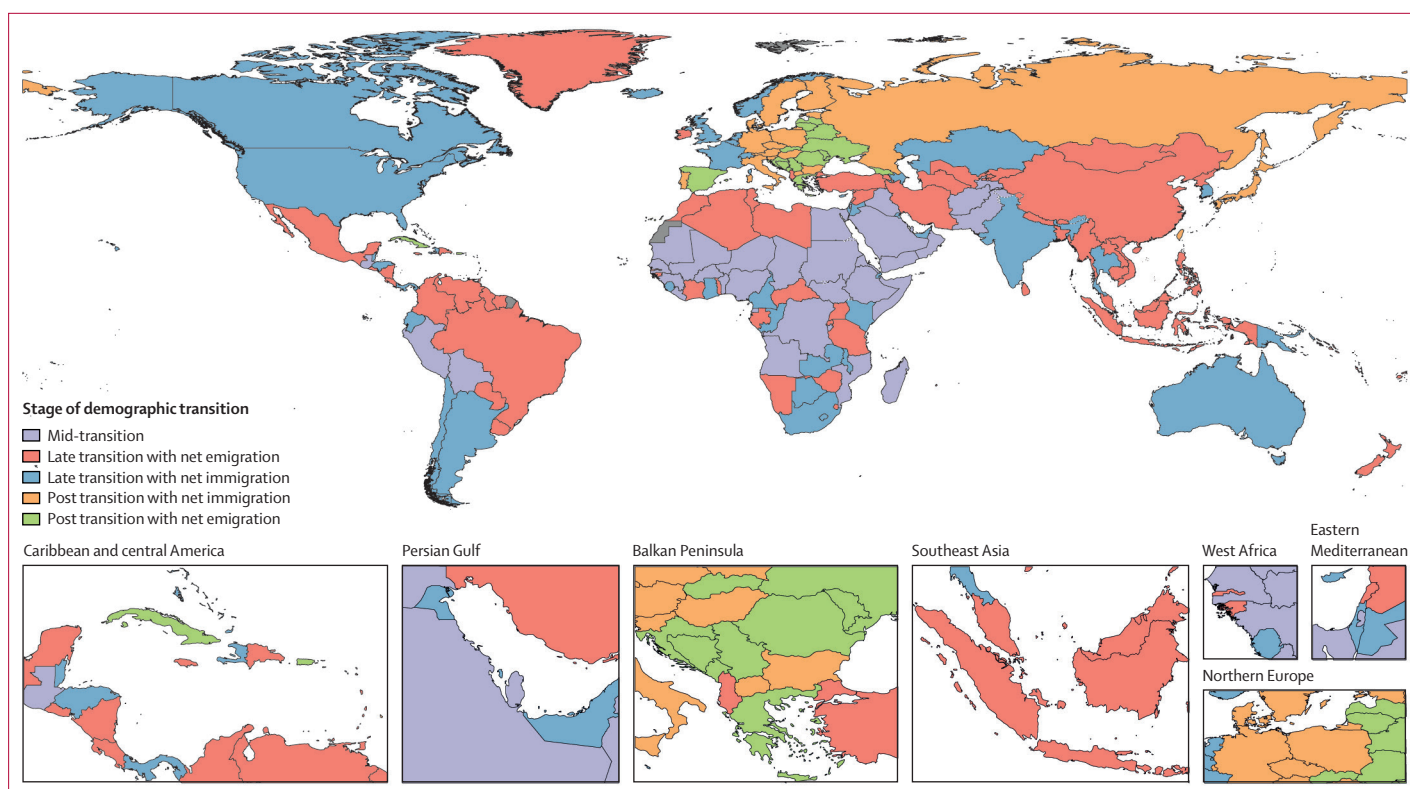 Stage of demographic transition
Mid-transition
Late transition with net emigration
Late transition with net immigration
Post transition with net immigration
Post transition with net emigration
Caribbean and central America
Persian Gulf
Balkan Peninsula
Southeast Asia
West Africa
Eastern
Mediterranean
Northern Europe